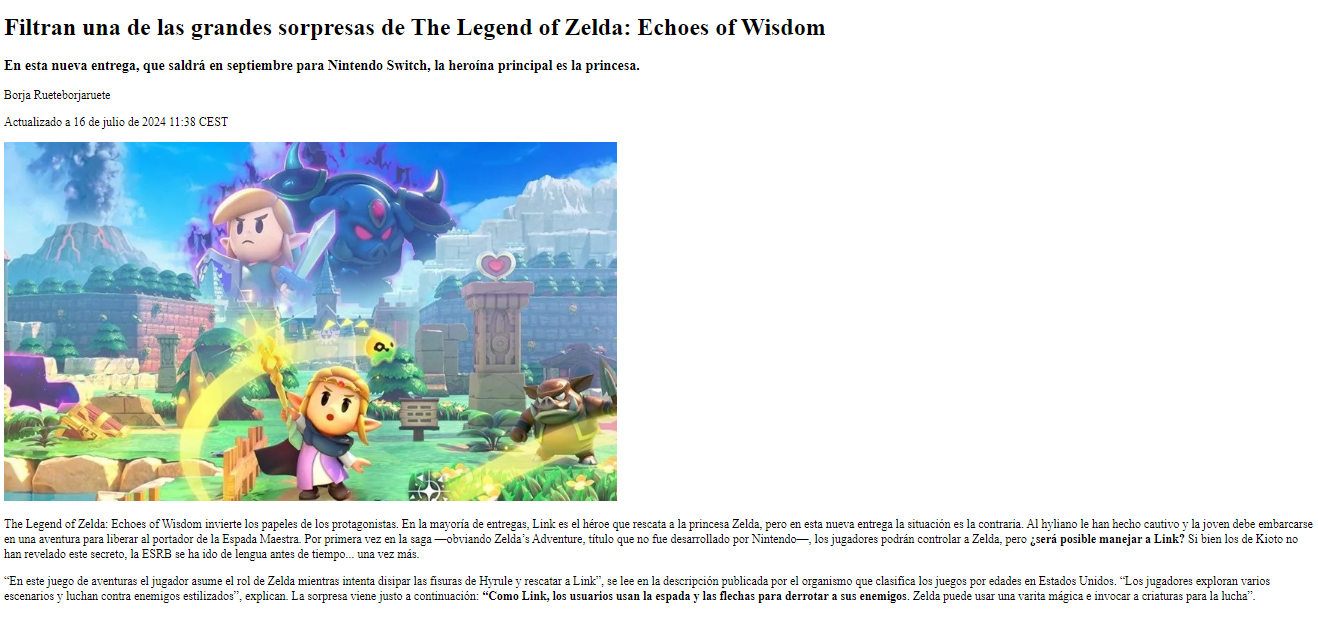 Filtran una de las grandes sorpresas de The Legend of Zelda: Echoes of Wisdom
En esta nueva entrega, que saldrá en septiembre para Nintendo Switch, la heroína principal es la princesa.
Borja Rueteborjaruete
Actualizado a 16 de julio de 2024 11:38 CEST
The Legend of Zelda: Echoes of Wisdom invierte los papeles de los protagonistas. En la mayoría de entregas, Link es el héroe que rescata a la princesa Zelda, pero en esta nueva entrega la situación es la contraria. Al hyliano le han hecho cautivo y la joven debe embarcarse
en una aventura para liberar al portador de la Espada Maestra. Por primera vez en la saga —obviando Zelda’s Adventure, título que no fue desarrollado por Nintendo—, los jugadores podrán controlar a Zelda, pero ¿será posible manejar a Link? Si bien los de Kioto no
han revelado este secreto, la ESRB se ha ido de lengua antes de tiempo... una vez más.
“En este juego de aventuras el jugador asume el rol de Zelda mientras intenta disipar las fisuras de Hyrule y rescatar a Link”, se lee en la descripción publicada por el organismo que clasifica los juegos por edades en Estados Unidos. “Los jugadores exploran varios
escenarios y luchan contra enemigos estilizados”, explican. La sorpresa viene justo a continuación: “Como Link, los usuarios usan la espada y las flechas para derrotar a sus enemigos. Zelda puede usar una varita mágica e invocar a criaturas para la lucha”.